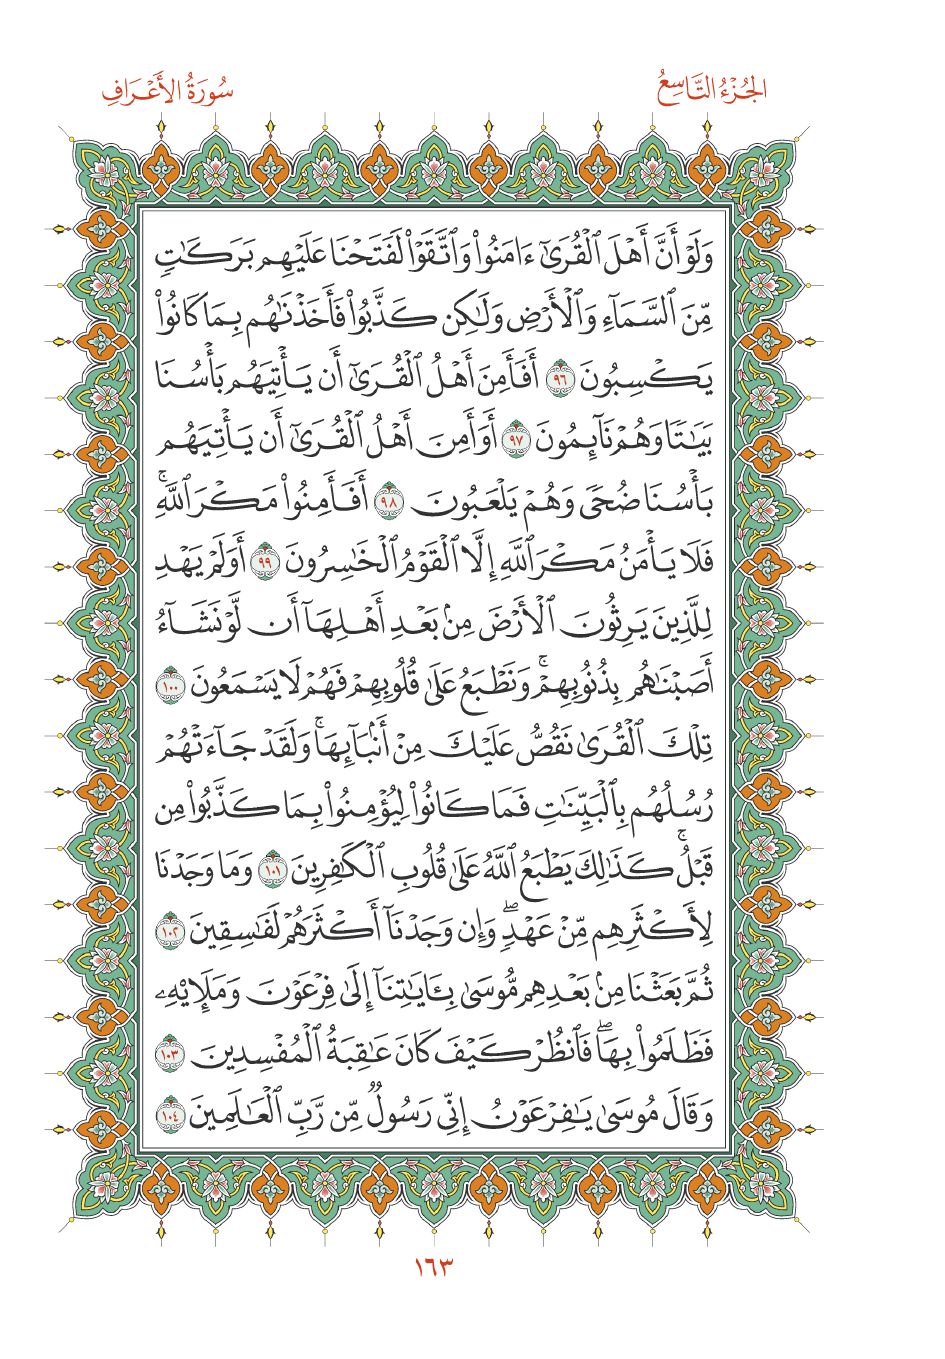 الجُزْءُ التَّاسِعُ
سُورَةُ الأَعْرَافِ
وَلَوْ أَنَّ أَهْلَ ٱلْقُرَىٰٓ ءَامَنُوا۟ وَٱتَّقَوْا۟ لَفَتَحْنَا عَلَيْهِم بَرَكَٰتٍ
مِّنَ ٱلسَّمَآءِ وَٱلْأَرْضِ وَلَٰكِن كَذَّبُوا۟ فَأَخَذْنَٰهُم بِمَا كَانُوا۟
يَكْسِبُونَ ٩٦ أَفَأَمِنَ أَهْلُ ٱلْقُرَىٰٓ أَن يَأْتِيَهُم بَأْسُنَا
بَيَٰتًا وَهُمْ نَآئِمُونَ ٩٧ أَوَأَمِنَ أَهْلُ ٱلْقُرَىٰٓ أَن يَأْتِيَهُم
بَأْسُنَا ضُحًى وَهُمْ يَلْعَبُونَ ٩٨ أَفَأَمِنُوا۟ مَكْرَ ٱللَّهِۚ
فَلَا يَأْمَنُ مَكْرَ ٱللَّهِ إِلَّا ٱلْقَوْمُ ٱلْخَٰسِرُونَ ٩٩ أَوَلَمْ يَهْدِ
لِلَّذِينَ يَرِثُونَ ٱلْأَرْضَ مِنۢ بَعْدِ أَهْلِهَآ أَن لَّوْ نَشَآءُ
أَصَبْنَٰهُم بِذُنُوبِهِمْۚ وَنَطْبَعُ عَلَىٰ قُلُوبِهِمْ فَهُمْ لَا يَسْمَعُونَ ١٠٠
تِلْكَ ٱلْقُرَىٰ نَقُصُّ عَلَيْكَ مِنْ أَنۢبَآئِهَاۚ وَلَقَدْ جَآءَتْهُمْ
رُسُلُهُم بِٱلْبَيِّنَٰتِ فَمَا كَانُوا۟ لِيُؤْمِنُوا۟ بِمَا كَذَّبُوا۟ مِن
قَبْلُۚ كَذَٰلِكَ يَطْبَعُ ٱللَّهُ عَلَىٰ قُلُوبِ ٱلْكَٰفِرِينَ ١٠١ وَمَا وَجَدْنَا
لِأَكْثَرِهِم مِّنْ عَهْدٍۖ وَإِن وَجَدْنَآ أَكْثَرَهُمْ لَفَٰسِقِينَ ١٠٢
ثُمَّ بَعَثْنَا مِنۢ بَعْدِهِم مُّوسَىٰ بِـَٔايَٰتِنَآ إِلَىٰ فِرْعَوْنَ وَمَلَإِي۟هِۦ
فَظَلَمُوا۟ بِهَاۖ فَٱنظُرْ كَيْفَ كَانَ عَٰقِبَةُ ٱلْمُفْسِدِينَ ١٠٣
وَقَالَ مُوسَىٰ يَٰفِرْعَوْنُ إِنِّى رَسُولٌ مِّن رَّبِّ ٱلْعَٰلَمِينَ ١٠٤
١٦٣